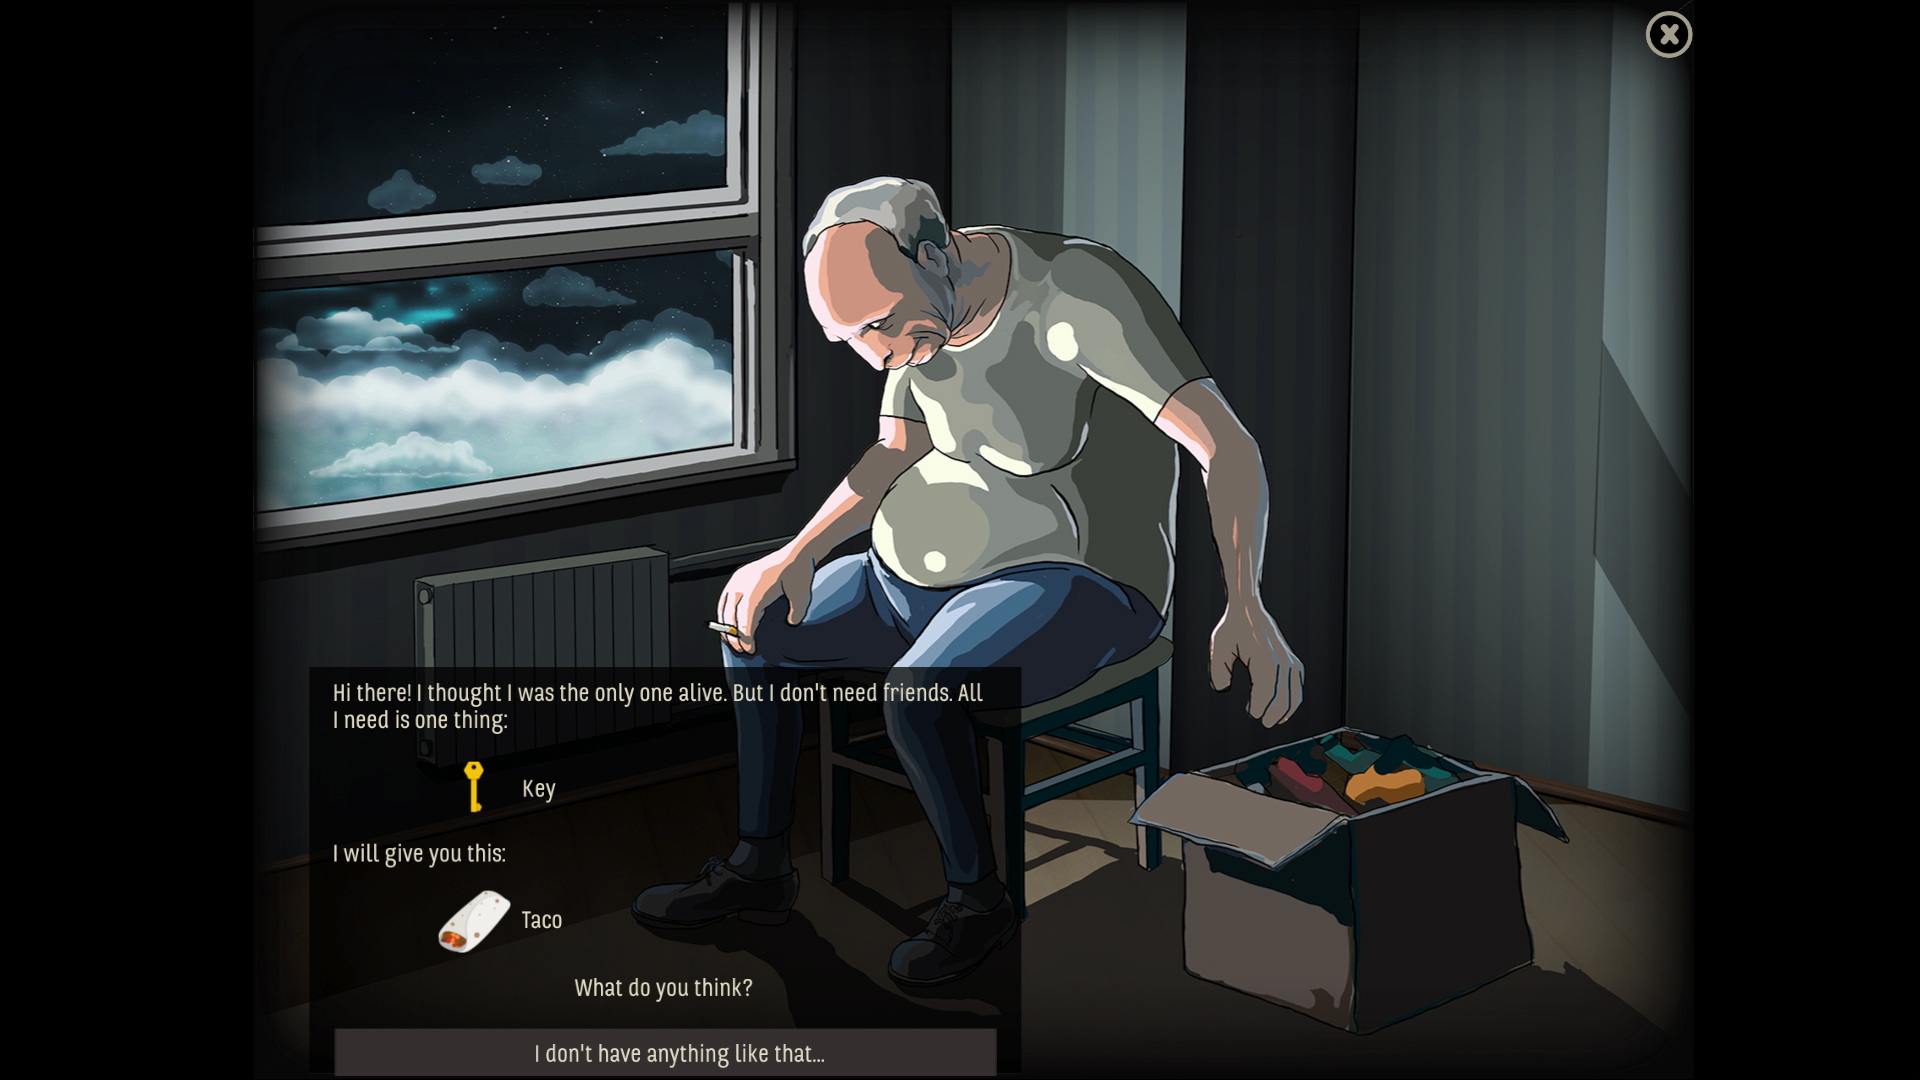 Hi there! I thought I was the only one alive. But I don't need friends. All
I need is one thing:
Key
I will give you this:
Taco
What do you think?
I don't have anything like that...